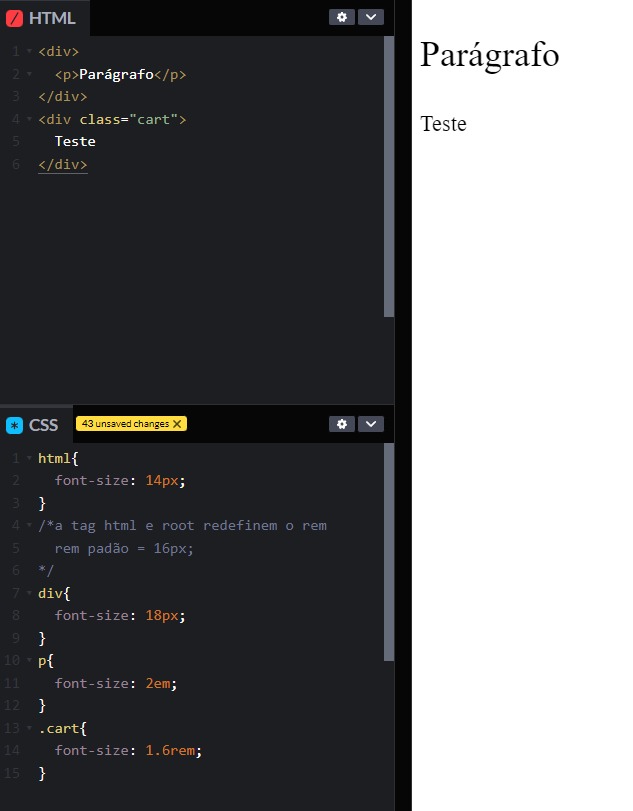 HTML
1 <div>
2 <p>Parágrafo</p>
3 </div>
4 <div class="cart">
5 Teste
6 </div>
Parágrafo
Teste
CSS 43 unsaved changes X
1 html{
2 font-size: 14px;
3 }
4 /*a tag html e root redefinem o rem
5 rem padão = 16px;
6 */
7 div{
8 font-size: 18px;
9 }
10 p{
11 font-size: 2em;
12 }
13 .cart{
14 font-size: 1.6rem;
15 }